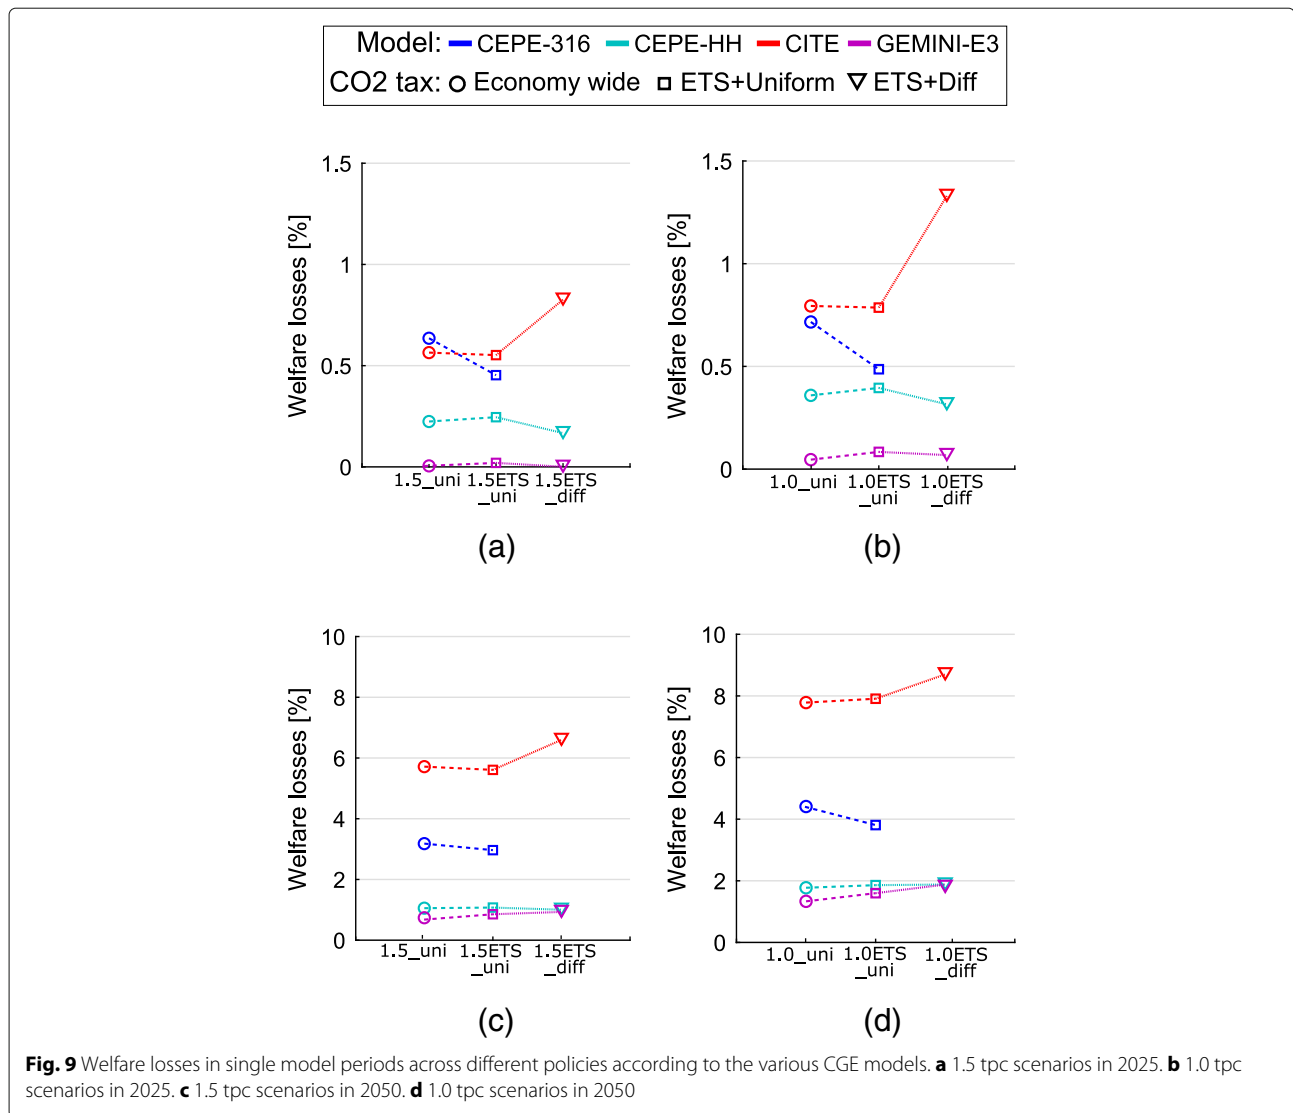 Model: CEPE-316 CEPE-HH CITE GEMINI-E3
CO2 tax: Economy wide ETS+Uniform ETS+Diff
Welfare losses [%]
1.5
1
0.5
0
1.5_uni 1.5ETS 1.5ETS
_uni _diff
(a)
Welfare losses [%]
1.5
1
0.5
0
1.0_uni 1.0ETS 1.0ETS
_uni _diff
(b)
Welfare losses [%]
10
8
6
4
2
0
1.5_uni 1.5ETS 1.5ETS
_uni _diff
(c)
Welfare losses [%]
10
8
6
4
2
0
1.0_uni 1.0ETS 1.0ETS
_uni _diff
(d)
Fig. 9 Welfare losses in single model periods across different policies according to the various CGE models. a 1.5 tpc scenarios in 2025. b 1.0 tpc
scenarios in 2025. c 1.5 tpc scenarios in 2050. d 1.0 tpc scenarios in 2050